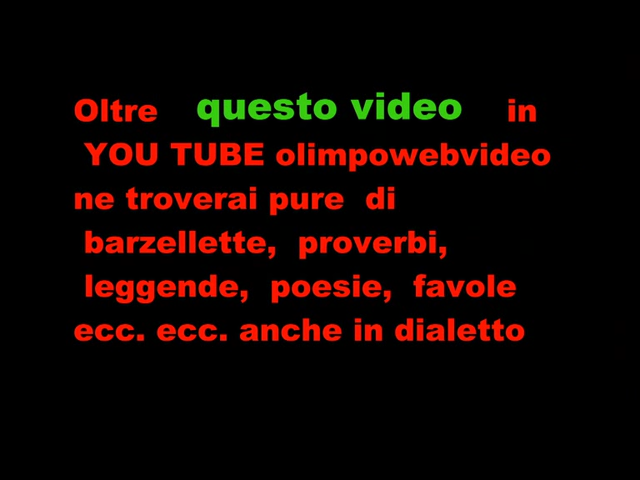 Oltre questo video in
YOU TUBE olimpowebvideo
ne troverai pure di
barzellette, proverbi,
leggende, poesie, favole
ecc. ecc. anche in dialetto